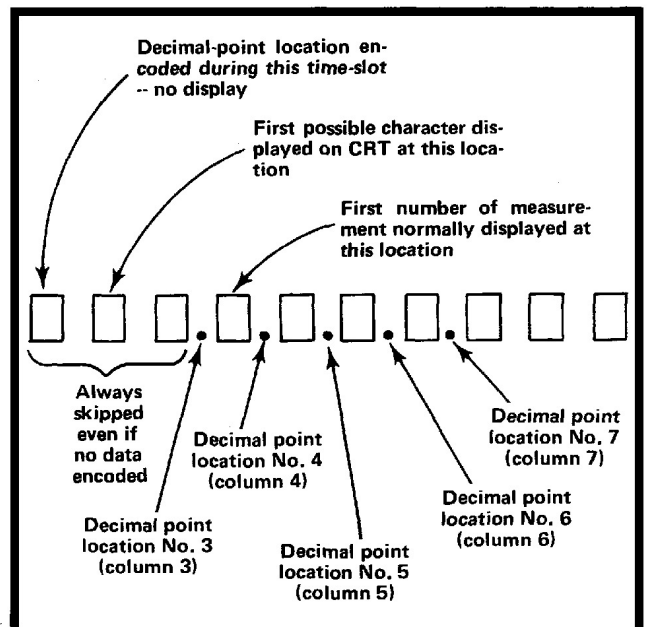 Decimal-point location en-
coded during this time-slot
-- no display
First possible character dis-
played on CRT at this loca-
tion
First number of measure-
ment normally displayed at
this location
Always
skipped
even if
no data
encoded
Decimal point
location No. 3
(column 3)
Decimal point
location No. 4
(column 4)
Decimal point
location No. 5
(column 5)
Decimal point
location No. 6
(column 6)
Decimal point
location No. 7
(column 7)